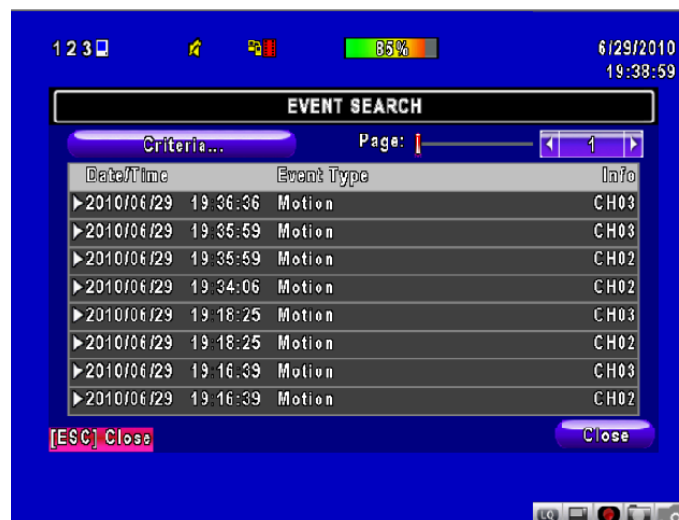 1 2 3 85% 6/29/2010
19:38:59
EVENT SEARCH
Criteria... Page: 1
Date/Time Event Type Info
2010/06/29 19:36:36 Motion CH03
2010/06/29 19:35:59 Motion CH03
2010/06/29 19:35:59 Motion CH02
2010/06/29 19:34:06 Motion CH02
2010/06/29 19:18:25 Motion CH03
2010/06/29 19:18:25 Motion CH02
2010/06/29 19:16:39 Motion CH03
2010/06/29 19:16:39 Motion CH02
[ESC] Close Close
LQ